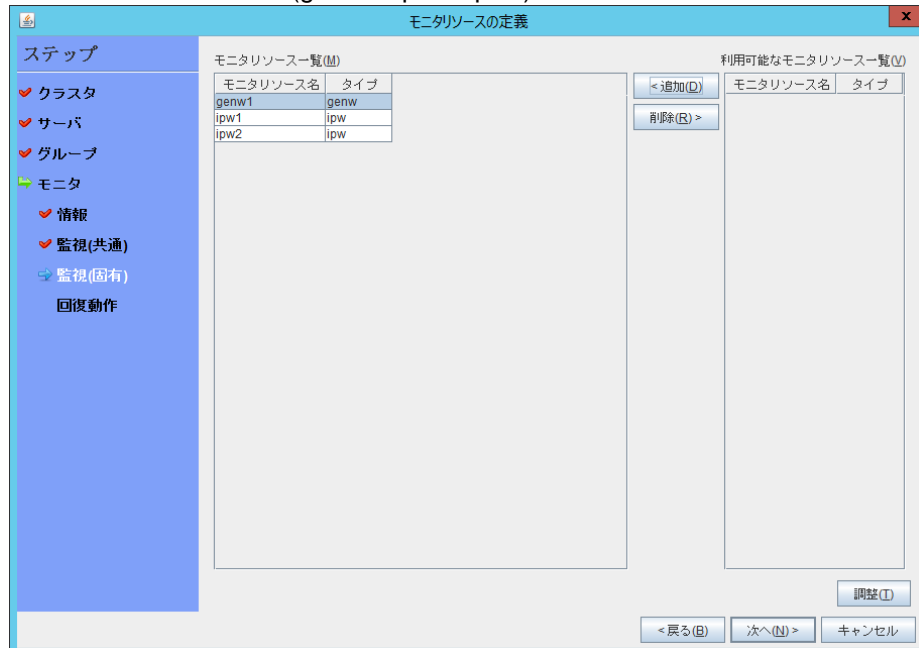 モニタリソースの定義
x
ステップ
クラスタ
サーバ
グループ
モニタ
情報
監視(共通)
監視(固有)
回復動作
モニタリソース一覧(M)
モニタリソース名 タイプ
genw1 genw
ipw1 ipw
ipw2 ipw
<追加(D)
削除(R) >
利用可能なモニタリソース一覧(V)
モニタリソース名 タイプ
調整(T)
<戻る(B) 次へ(N) > キャンセル